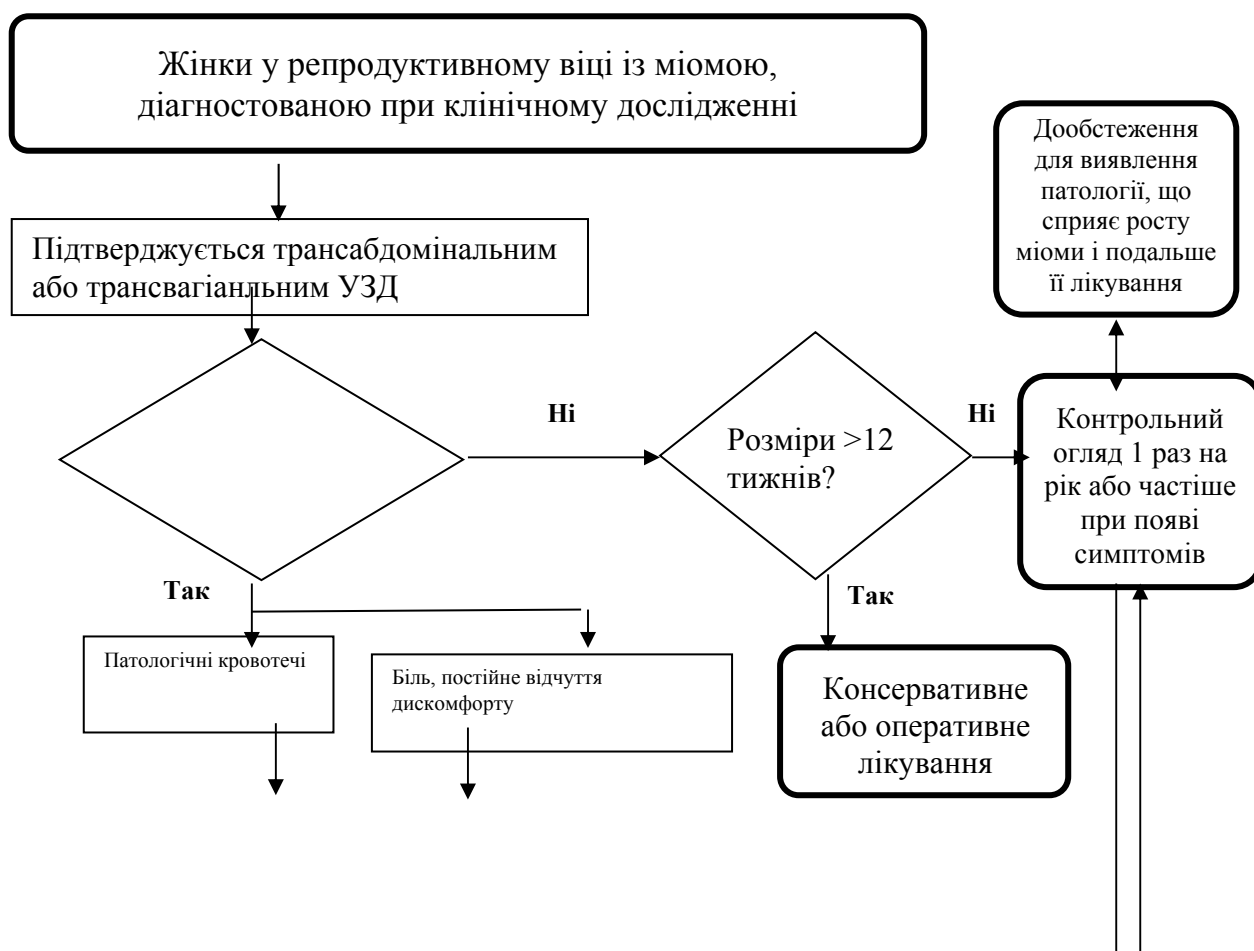 Жінки у репродуктивному віці із міомою,
діагностованою при клінічному дослідженні
Дообстеження
для виявлення
патології, що
сприяє росту
міоми і подальше
її лікування
Підтверджується трансабдомінальним
або трансвагіанльним УЗД
Ні
Розміри >12
тижнів?
Ні
Контрольний
огляд 1 раз на
рік або частіше
при появі
симптомів
Так
Так
Патологічні кровотечі
Біль, постійне відчуття
дискомфорту
Консервативне
або оперативне
лікування